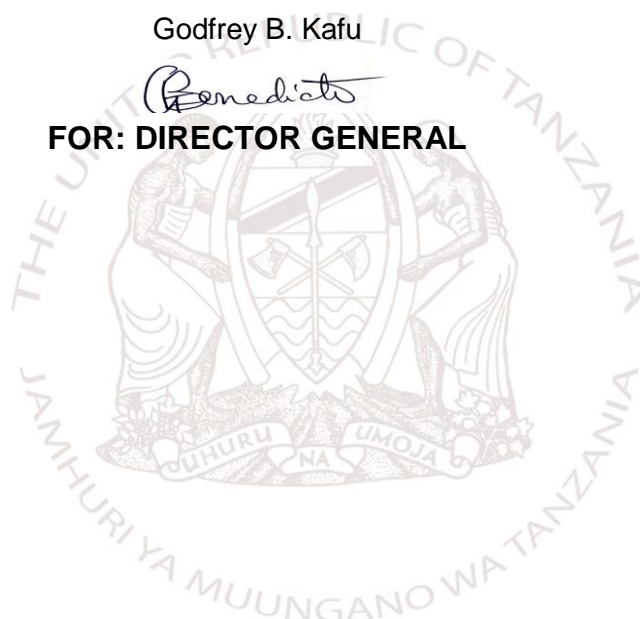 Godfrey B. Kafu
Benedicto
FOR: DIRECTOR GENERAL
THE UNITED REPUBLIC OF TANZANIA
UHURU NA UMOJA
JAMHURI YA MUUNGANO WA TANZANIA